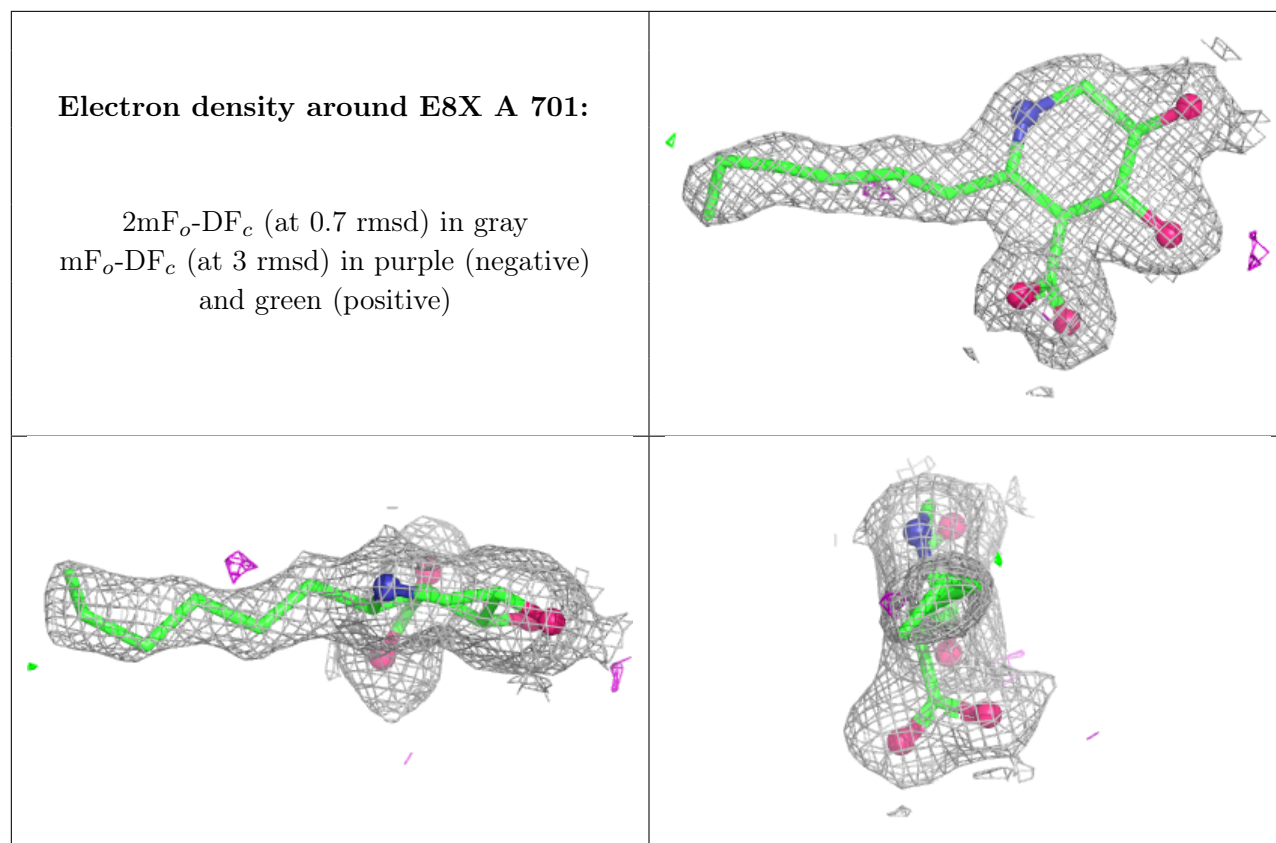 Electron density around E8X A 701:
2mFo-DFc (at 0.7 rmsd) in gray
mFo-DFc (at 3 rmsd) in purple (negative)
and green (positive)